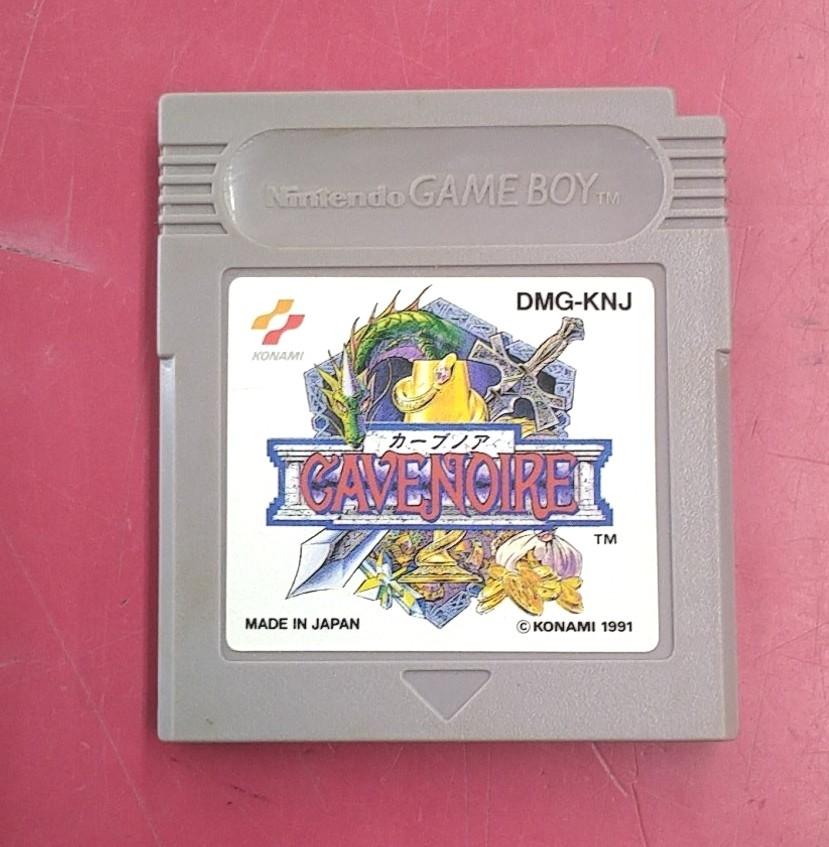 Nintendo GAME BOY TM
DMG-KNJ
KONAMI
カーブノア
CAVENOIRE
TM
MADE IN JAPAN
© KONAMI 1991